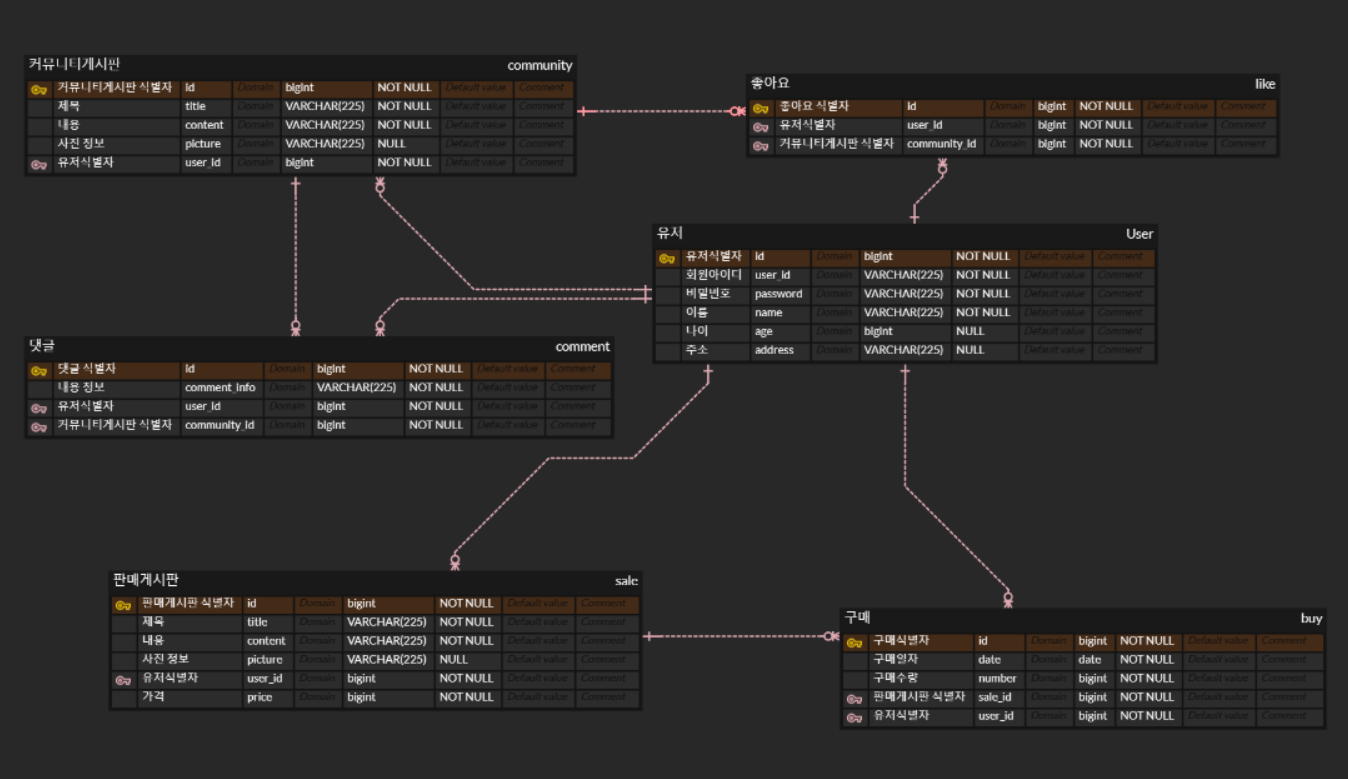 커뮤니티게시판 community
커뮤니티게시판 식별자 id Domain bigint NOT NULL Default value Comment
제목 title Domain VARCHAR(225) NOT NULL Default value Comment
내용 content Domain VARCHAR(225) NOT NULL Default value Comment
사진 정보 picture Domain VARCHAR(225) NULL Default value Comment
유저식별자 user_id Domain bigint NOT NULL Default value Comment
좋아요 like
좋아요 식별자 id Domain bigint NOT NULL Default value Comment
유저식별자 user_id Domain bigint NOT NULL Default value Comment
커뮤니티게시판 식별자 community_id Domain bigint NOT NULL Default value Comment
유저 User
유저식별자 id Domain bigint NOT NULL Default value Comment
회원아이디 user_id Domain VARCHAR(225) NOT NULL Default value Comment
비밀번호 password Domain VARCHAR(225) NOT NULL Default value Comment
이름 name Domain VARCHAR(225) NOT NULL Default value Comment
나이 age Domain bigint NULL Default value Comment
주소 address Domain VARCHAR(225) NULL Default value Comment
댓글 comment
댓글 식별자 id Domain bigint NOT NULL Default value Comment
내용 정보 comment_info Domain VARCHAR(225) NOT NULL Default value Comment
유저식별자 user_id Domain bigint NOT NULL Default value Comment
커뮤니티게시판 식별자 community_id Domain bigint NOT NULL Default value Comment
판매게시판 sale
판매게시판 식별자 id Domain bigint NOT NULL Default value Comment
제목 title Domain VARCHAR(225) NOT NULL Default value Comment
내용 content Domain VARCHAR(225) NOT NULL Default value Comment
사진 정보 picture Domain VARCHAR(225) NULL Default value Comment
유저식별자 user_id Domain bigint NOT NULL Default value Comment
가격 price Domain bigint NOT NULL Default value Comment
구매 buy
구매식별자 id Domain bigint NOT NULL Default value Comment
구매일자 date Domain date NOT NULL Default value Comment
구매수량 number Domain bigint NOT NULL Default value Comment
판매게시판 식별자 sale_id Domain bigint NOT NULL Default value Comment
유저식별자 user_id Domain bigint NOT NULL Default value Comment